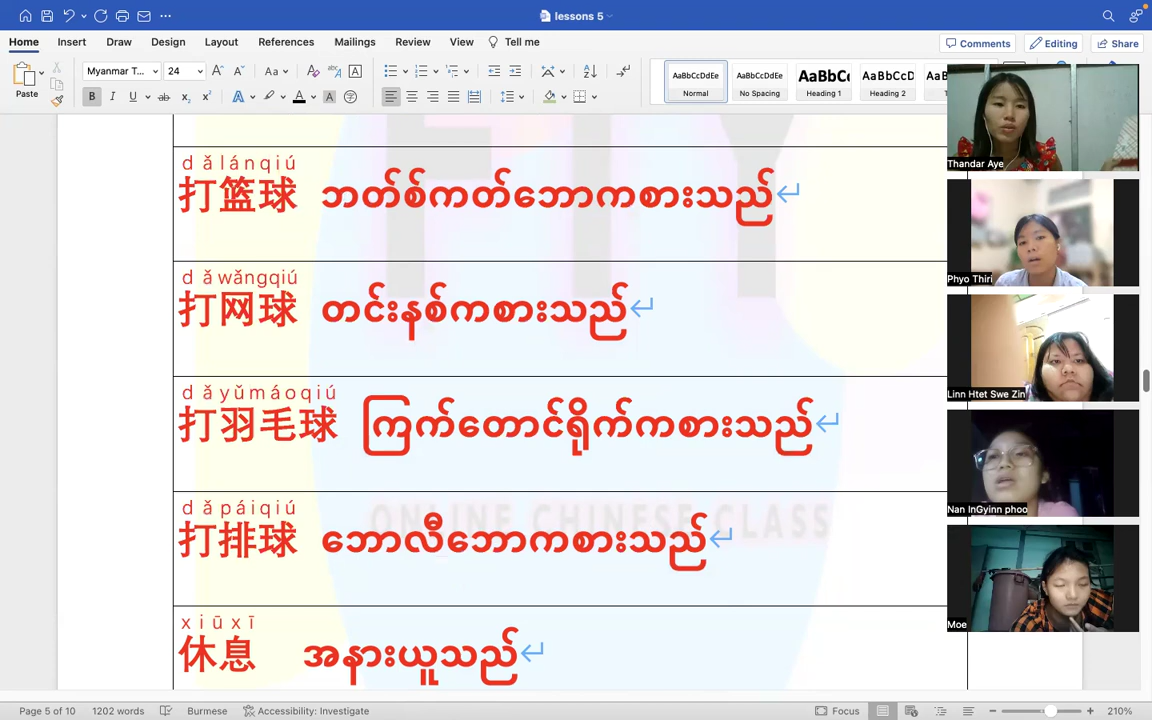 lessons 5
Home Insert Draw Design Layout References Mailings Review View Tell me
Comments Editing Share
Paste
Myanmar T... 24
AaBbCcDdEe
Normal
AaBbCcDdEe
No Spacing
AaBbCc
Heading 1
AaBbCcD
Heading 2
dǎlánqiú
打篮球 ဘတ်စ်ကတ်ဘောကစားသည်
dǎwǎngqiú
打网球 တင်းနစ်ကစားသည်
dǎyǔmáoqiú
打羽毛球 ကြက်တောင်ရိုက်ကစားသည်
dǎpáiqiú
打排球 ဘောလီဘောကစားသည်
ONLINE CHINESE CLASS
xiūxī
休息 အနားယူသည်
Thandar Aye
Phyo Thiri
Linn Htet Swe Zin
Nan InGyinn phoo
Moe
Page 5 of 10 1202 words Burmese Accessibility: Investigate Focus 210%